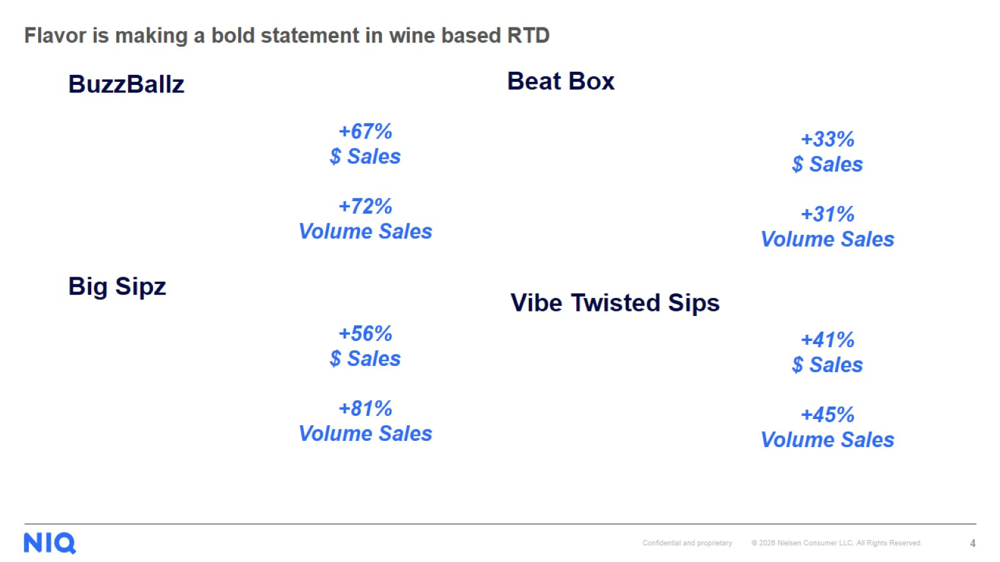 Flavor is making a bold statement in wine based RTD
BuzzBallz
+67%
$ Sales
+72%
Volume Sales
Beat Box
+33%
$ Sales
+31%
Volume Sales
Big Sipz
+56%
$ Sales
+81%
Volume Sales
Vibe Twisted Sips
+41%
$ Sales
+45%
Volume Sales
NIQ
Confidential and proprietary
© 2026 Nielsen Consumer LLC. All Rights Reserved.
4